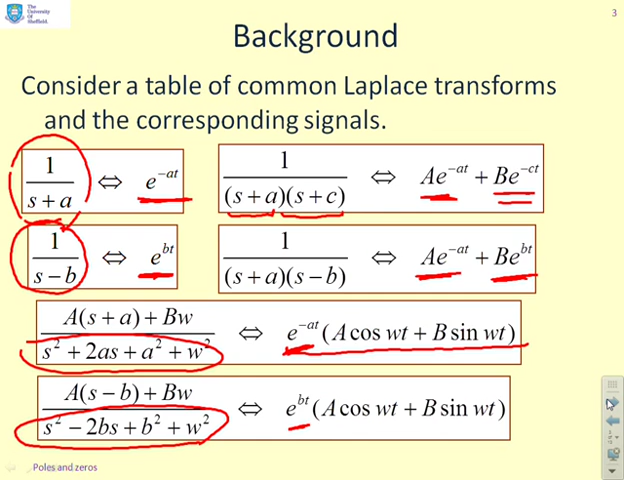 The
University
Of
Sheffield.
3
Background
Consider a table of common Laplace transforms
and the corresponding signals.
1/(s + a) ⇔ e^{-at}
1/((s + a)(s + c)) ⇔ Ae^{-at} + Be^{-ct}
1/(s − b) ⇔ e^{bt}
1/((s + a)(s − b)) ⇔ Ae^{-at} + Be^{bt}
(A(s + a) + Bw)/(s² + 2as + a² + w²) ⇔ e^{-at}(A cos wt + B sin wt)
(A(s − b) + Bw)/(s² − 2bs + b² + w²) ⇔ e^{bt}(A cos wt + B sin wt)
Poles and zeros